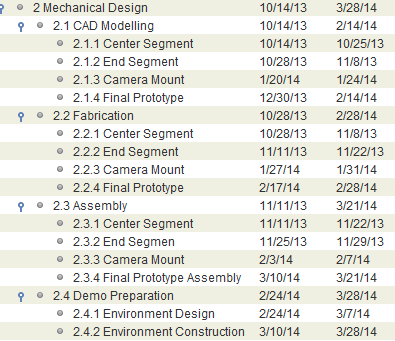 2 Mechanical Design 10/14/13 3/28/14
2.1 CAD Modelling 10/14/13 2/14/14
2.1.1 Center Segment 10/14/13 10/25/13
2.1.2 End Segment 10/28/13 11/8/13
2.1.3 Camera Mount 1/20/14 1/24/14
2.1.4 Final Prototype 12/30/13 2/14/14
2.2 Fabrication 10/28/13 2/28/14
2.2.1 Center Segment 10/28/13 11/8/13
2.2.2 End Segment 11/11/13 11/22/13
2.2.3 Camera Mount 1/27/14 1/31/14
2.2.4 Final Prototype 2/17/14 2/28/14
2.3 Assembly 11/11/13 3/21/14
2.3.1 Center Segment 11/11/13 11/22/13
2.3.2 End Segmen 11/25/13 11/29/13
2.3.3 Camera Mount 2/3/14 2/7/14
2.3.4 Final Prototype Assembly 3/10/14 3/21/14
2.4 Demo Preparation 2/24/14 3/28/14
2.4.1 Environment Design 2/24/14 3/7/14
2.4.2 Environment Construction 3/10/14 3/28/14